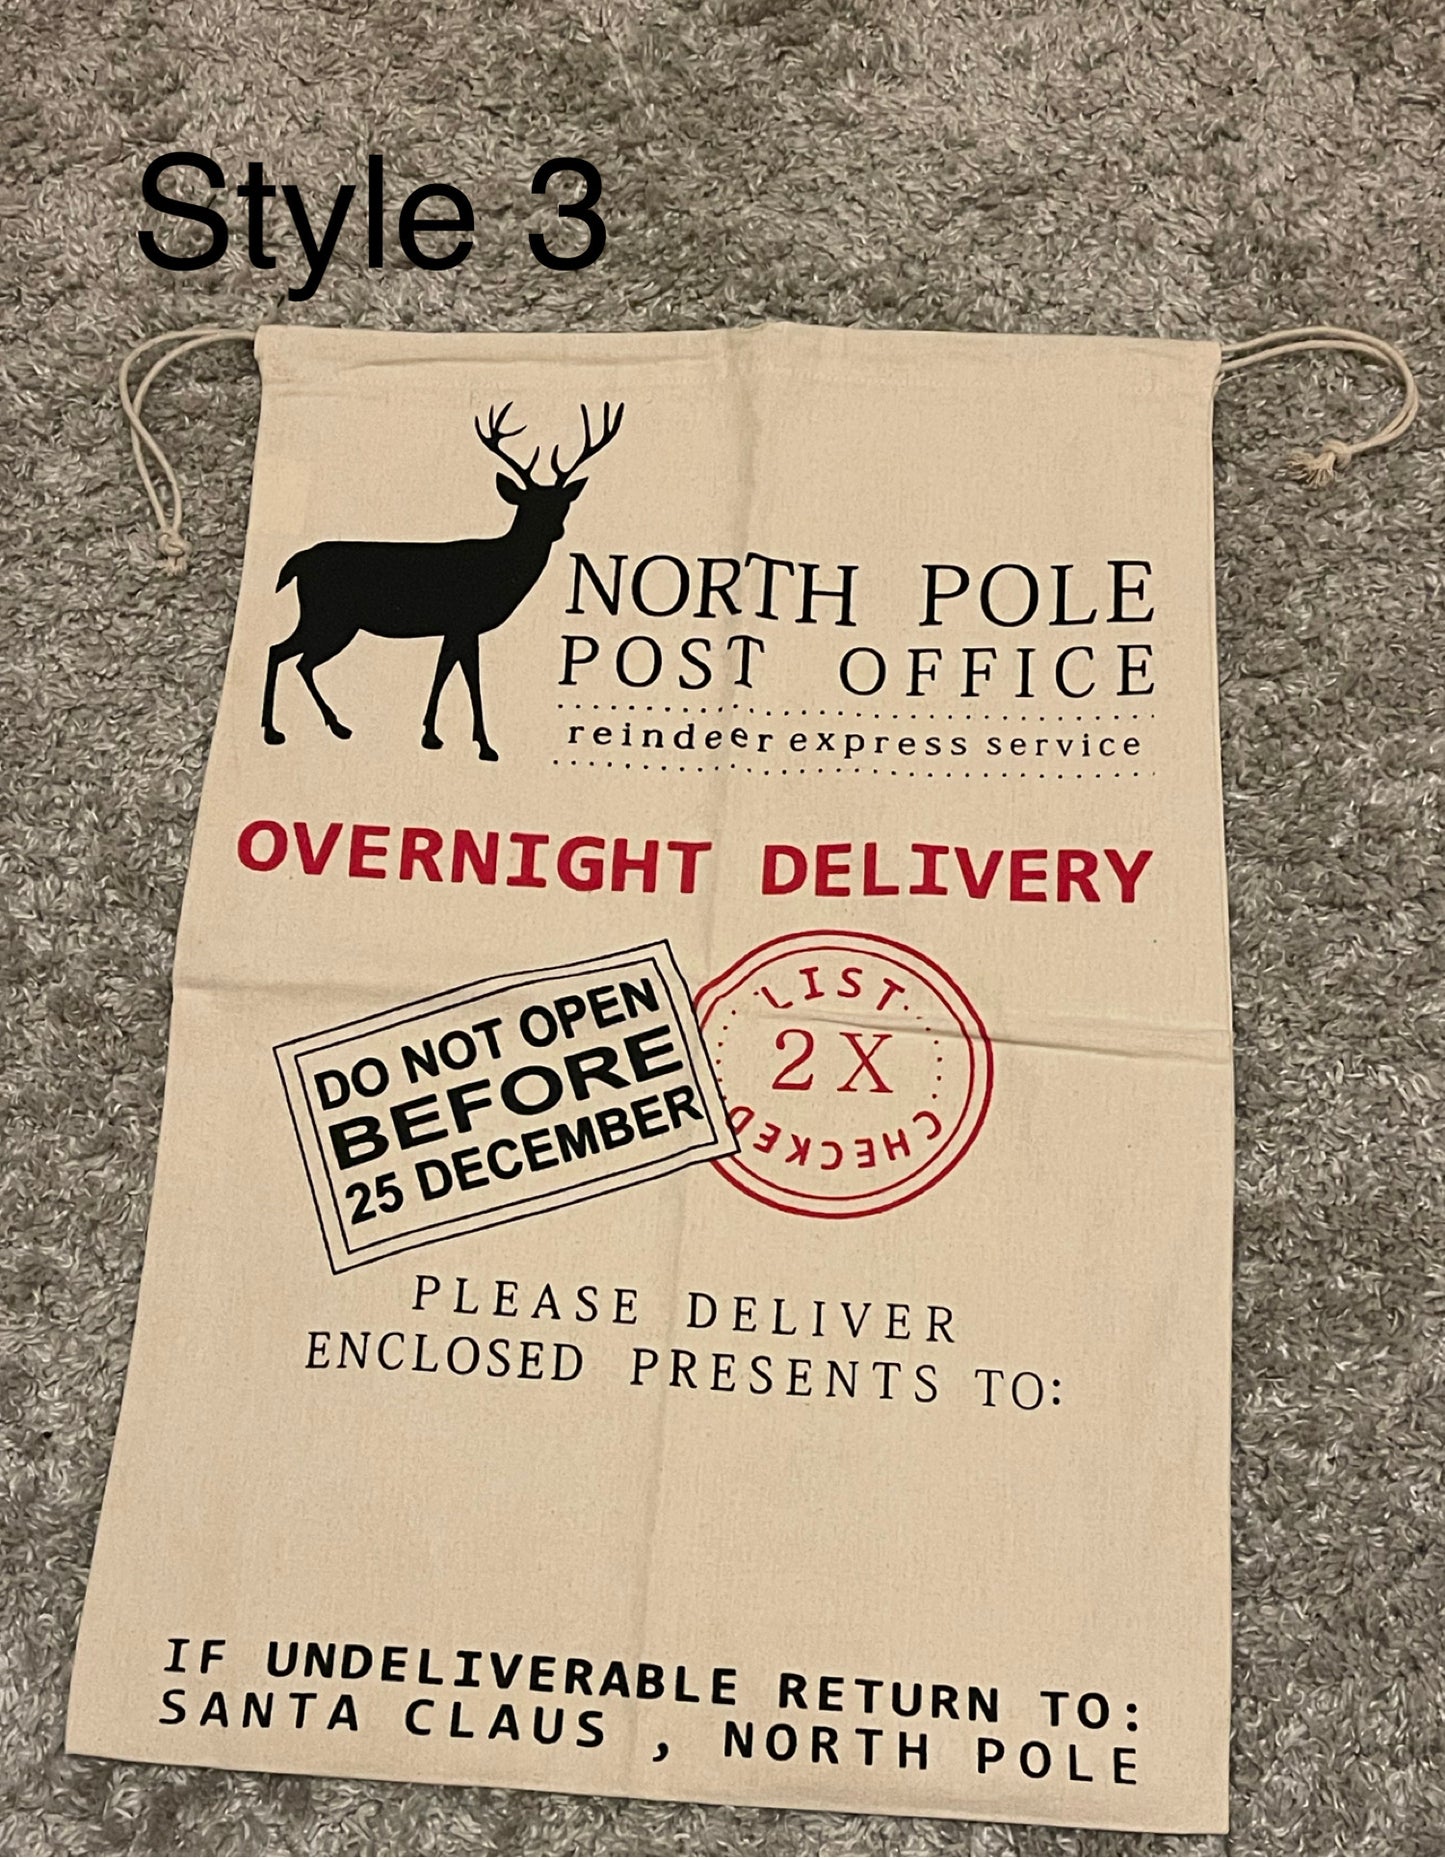 Style 3
NORTH POLE
POST OFFICE
reindeer express service
OVERNIGHT DELIVERY
DO NOT OPEN
BEFORE
25 DECEMBER
LIST
2X
CHECKED
PLEASE DELIVER
ENCLOSED PRESENTS TO:
IF UNDELIVERABLE RETURN TO:
SANTA CLAUS , NORTH POLE